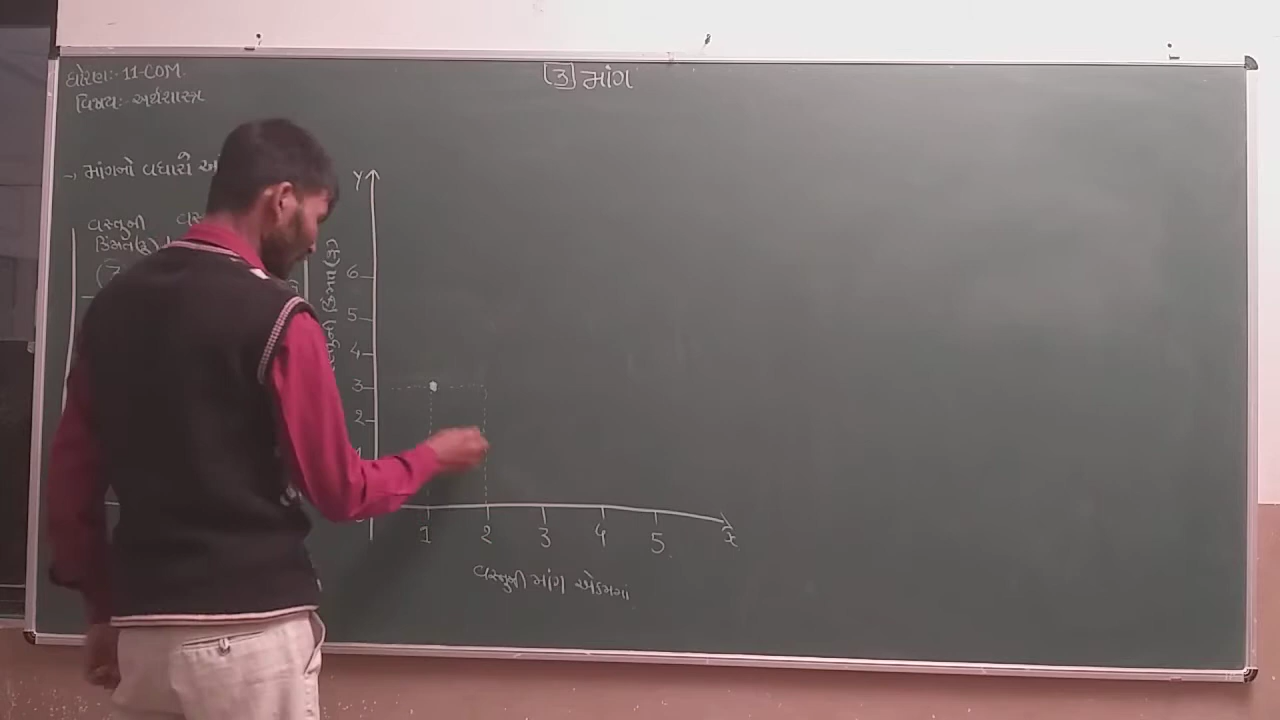 ધોરણ:- 11-COM.
[૩] માંગ
વિષય:- અર્થશાસ્ત્ર
→ માંગનો વધારો
વસ્તુની
કિંમત(રૂ)
Y
6
5
4
3
2
કિંમત(રૂ)
1 2 3 4 5 x
વસ્તુની માંગ એકમમાં